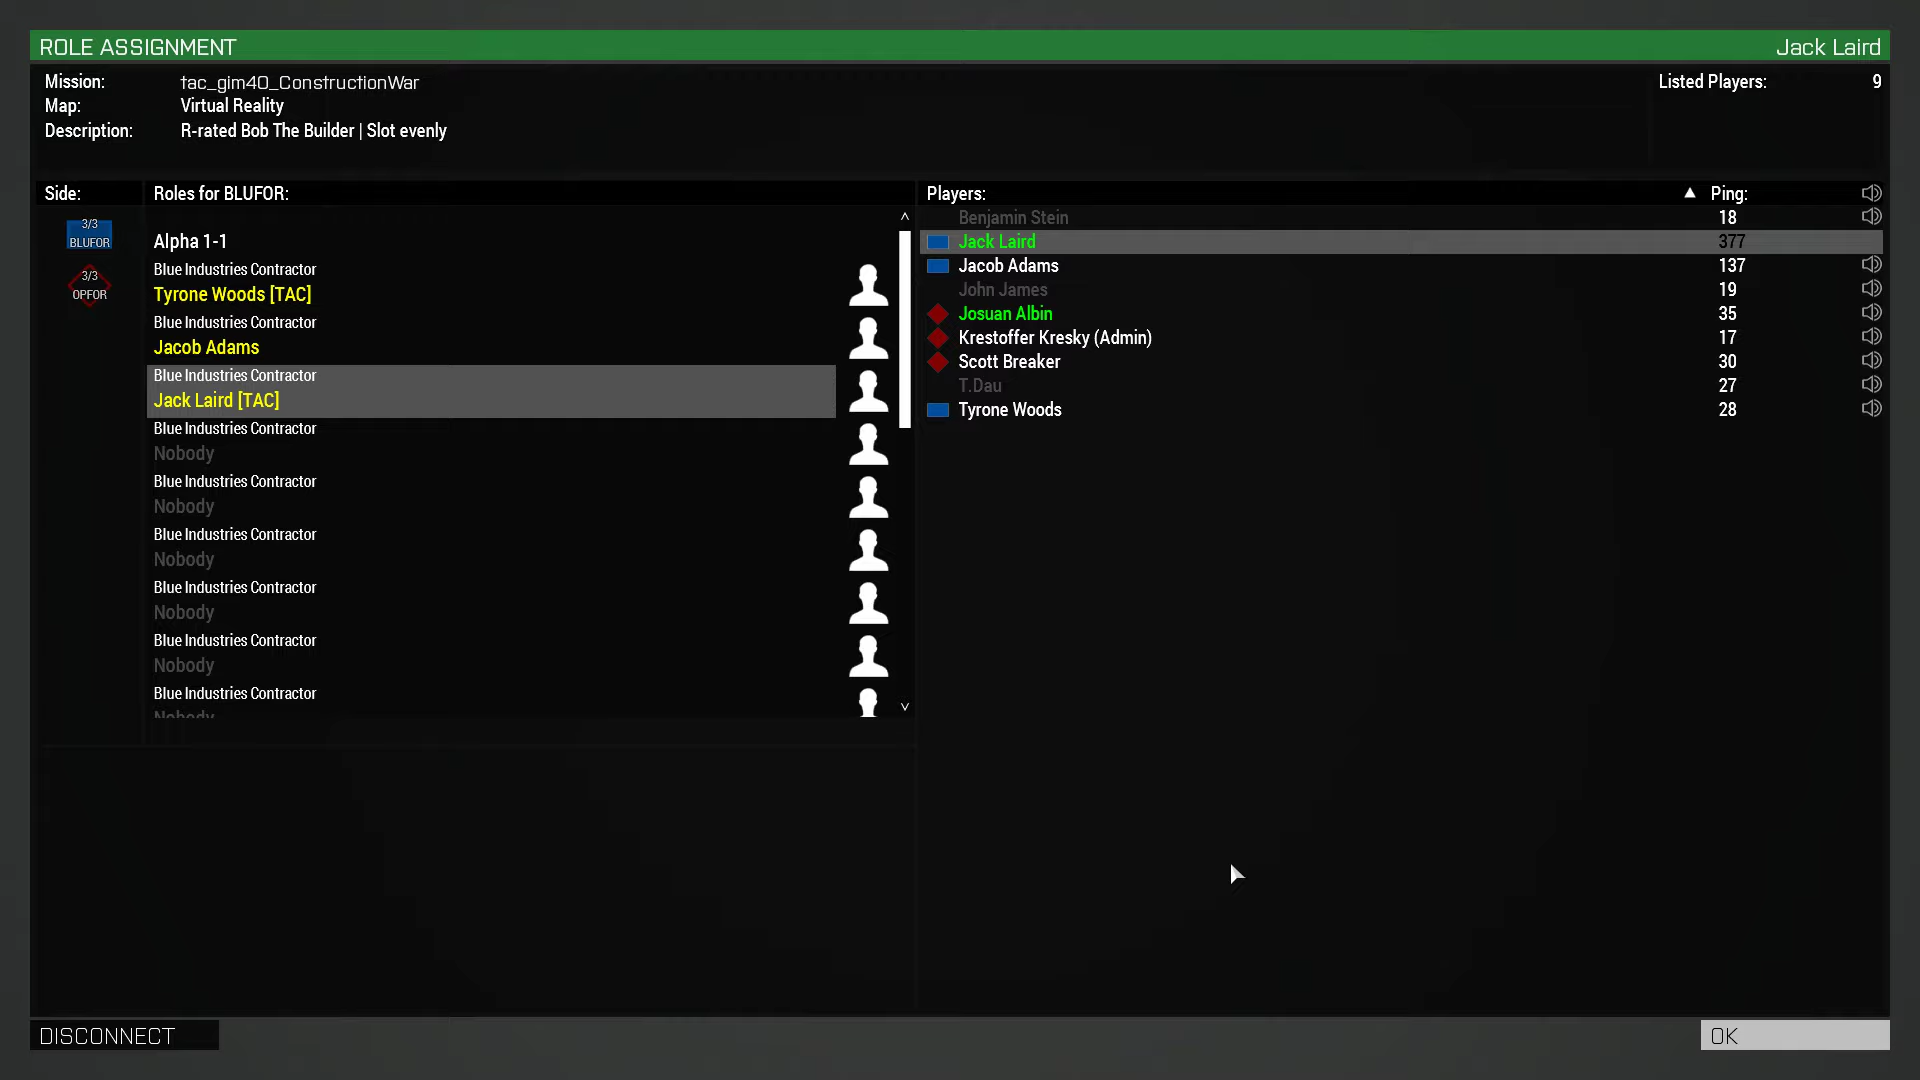 ROLE ASSIGNMENT Jack Laird
Mission: tac_gim40_ConstructionWar Listed Players: 9
Map: Virtual Reality
Description: R-rated Bob The Builder | Slot evenly
Side:
3/3
BLUFOR
3/3
OPFOR
Roles for BLUFOR:
Alpha 1-1
Blue Industries Contractor
Tyrone Woods [TAC]
Blue Industries Contractor
Jacob Adams
Blue Industries Contractor
Jack Laird [TAC]
Blue Industries Contractor
Nobody
Blue Industries Contractor
Nobody
Blue Industries Contractor
Nobody
Blue Industries Contractor
Nobody
Blue Industries Contractor
Nobody
Blue Industries Contractor
Nobody
Players: Ping:
Benjamin Stein 18
Jack Laird 377
Jacob Adams 137
John James 19
Josuan Albin 35
Krestoffer Kresky (Admin) 17
Scott Breaker 30
T.Dau 27
Tyrone Woods 28
DISCONNECT OK